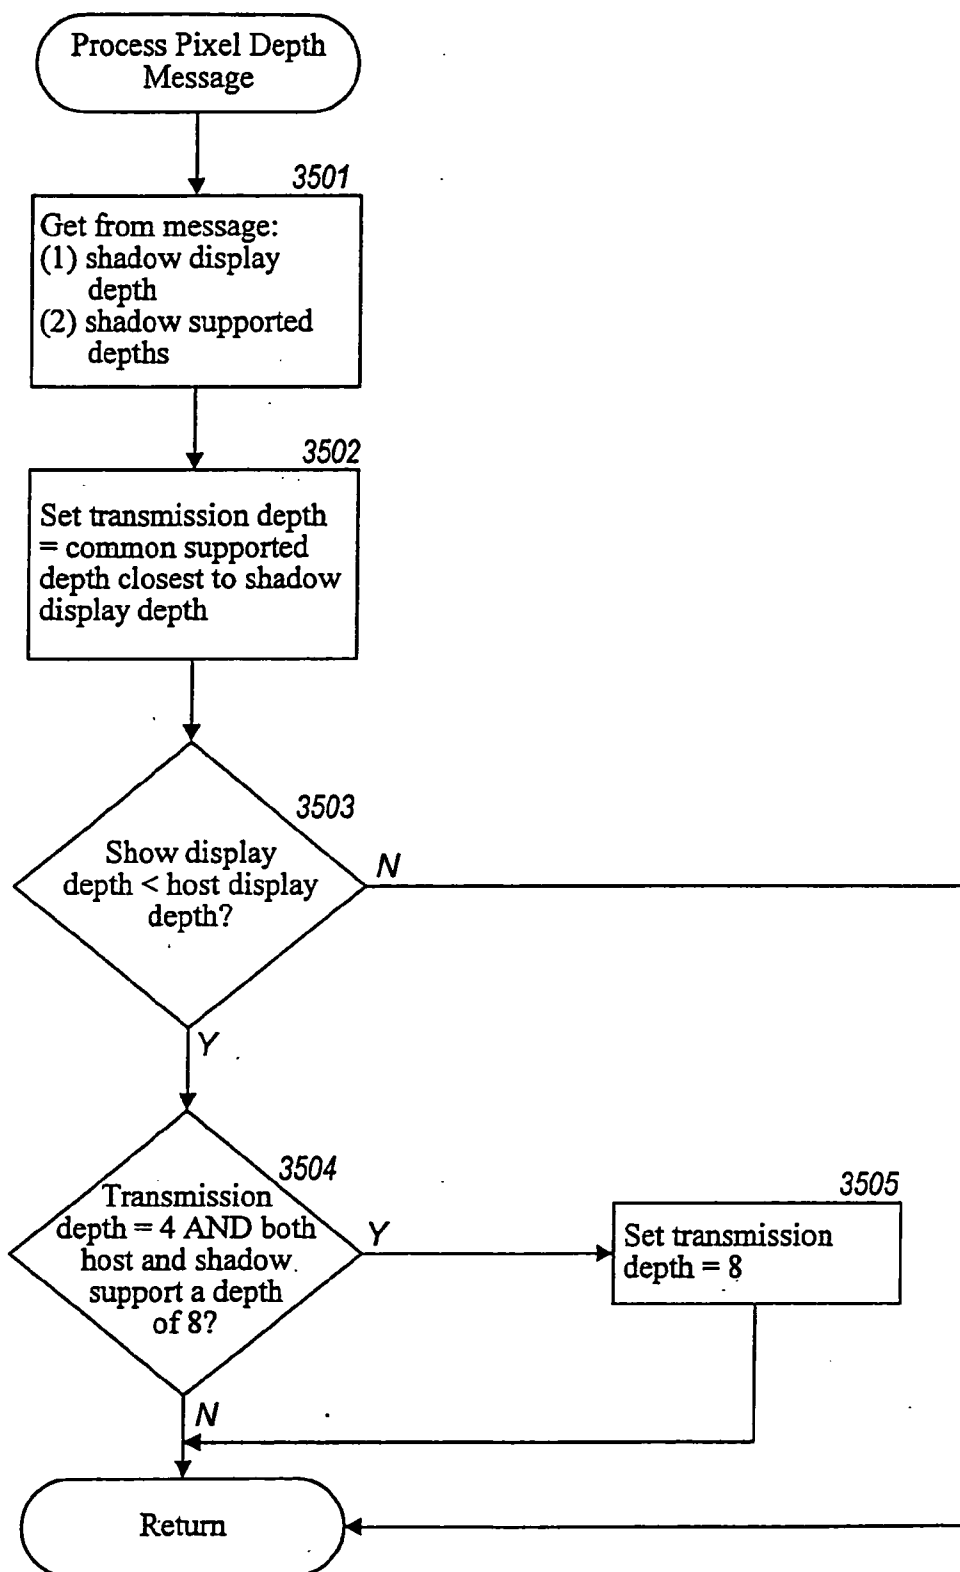 Process Pixel Depth
Message
3501
Get from message:
(1) shadow display
depth
(2) shadow supported
depths
3502
Set transmission depth
= common supported
depth closest to shadow
display depth
3503
Show display
depth < host display
depth?
N
Y
3504
Transmission
depth = 4 AND both
host and shadow
support a depth
of 8?
Y
3505
Set transmission
depth = 8
N
Return